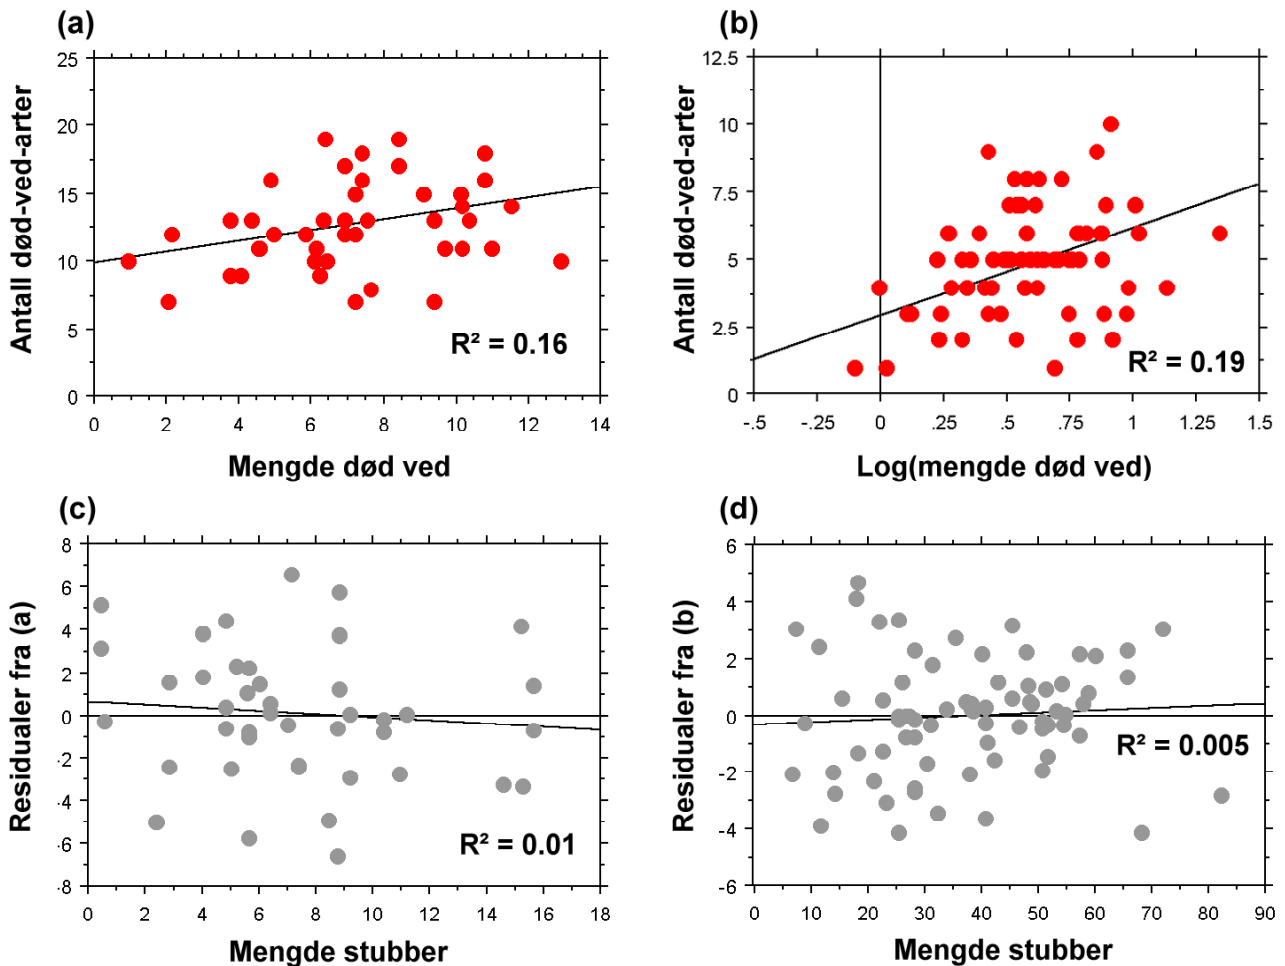 (a)
Antall død-ved-arter
25
20
15
10
5
0
R² = 0.16
0 2 4 6 8 10 12 14
Mengde død ved
(b)
Antall død-ved-arter
12.5
10
7.5
5
2.5
0
R² = 0.19
-.5 -.25 0 .25 .5 .75 1 1.25 1.5
Log(mengde død ved)
(c)
Residualer fra (a)
8
6
4
2
0
-2
-4
-6
-8
R² = 0.01
0 2 4 6 8 10 12 14 16 18
Mengde stubber
(d)
Residualer fra (b)
6
4
2
0
-2
-4
-6
R² = 0.005
0 10 20 30 40 50 60 70 80 90
Mengde stubber